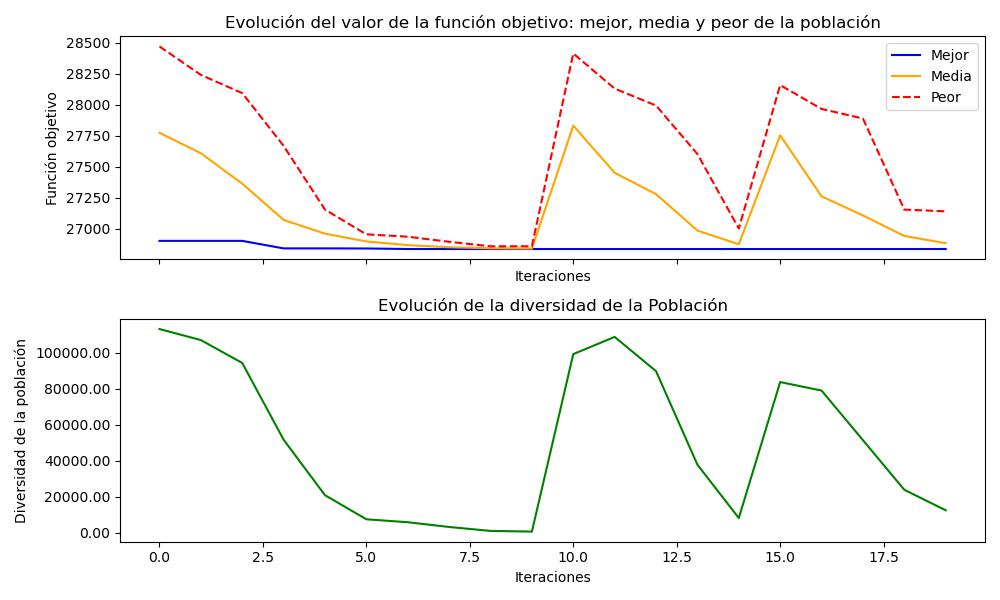 Evolución del valor de la función objetivo: mejor, media y peor de la población
Función objetivo
28500
28250
28000
27750
27500
27250
27000
Mejor
Media
Peor
Iteraciones
Evolución de la diversidad de la Población
Diversidad de la población
100000.00
80000.00
60000.00
40000.00
20000.00
0.00
0.0 2.5 5.0 7.5 10.0 12.5 15.0 17.5
Iteraciones